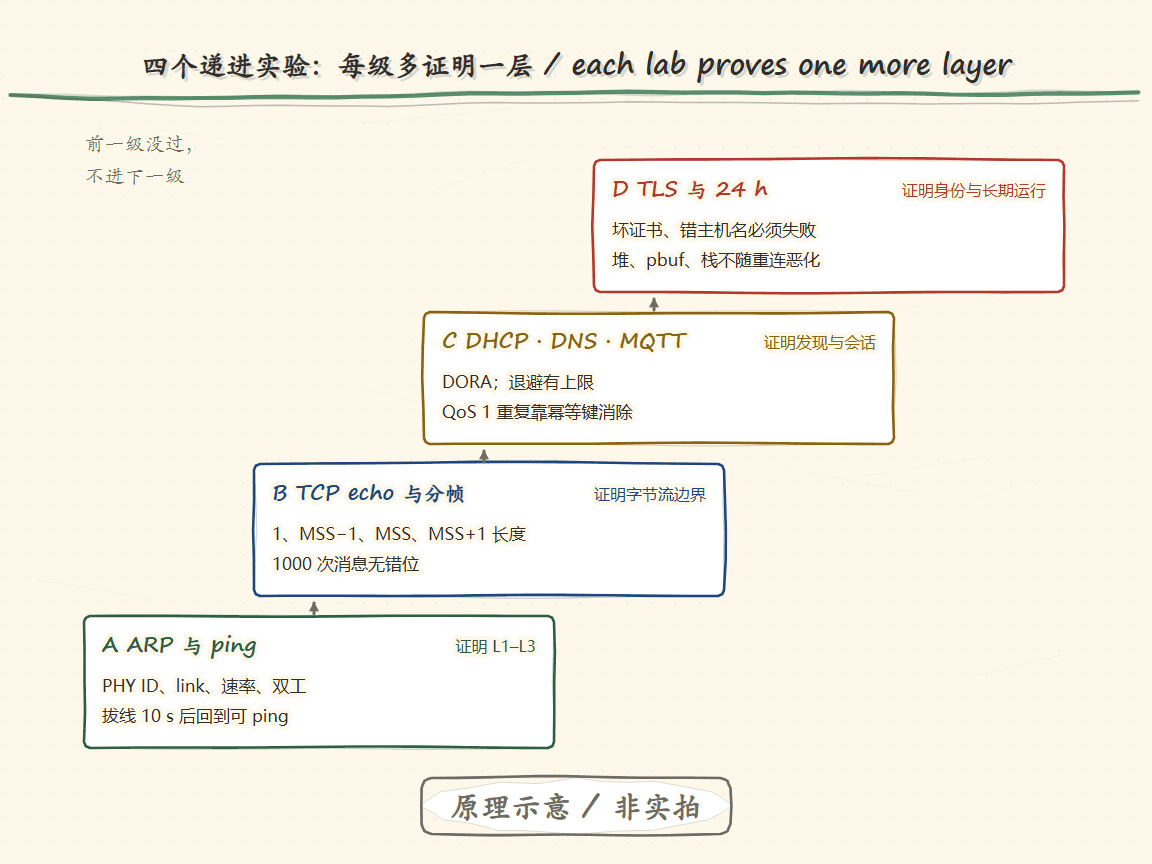 四个递进实验：每级多证明一层 / each lab proves one more layer
前一级没过，
不进下一级
D TLS 与 24 h
证明身份与长期运行
坏证书、错主机名必须失败
堆、pbuf、栈不随重连恶化
C DHCP · DNS · MQTT
证明发现与会话
DORA；退避有上限
QoS 1 重复靠幂等键消除
B TCP echo 与分帧
证明字节流边界
1、MSS−1、MSS、MSS+1 长度
1000 次消息无错位
A ARP 与 ping
证明 L1–L3
PHY ID、link、速率、双工
拔线 10 s 后回到可 ping
原理示意 / 非实拍